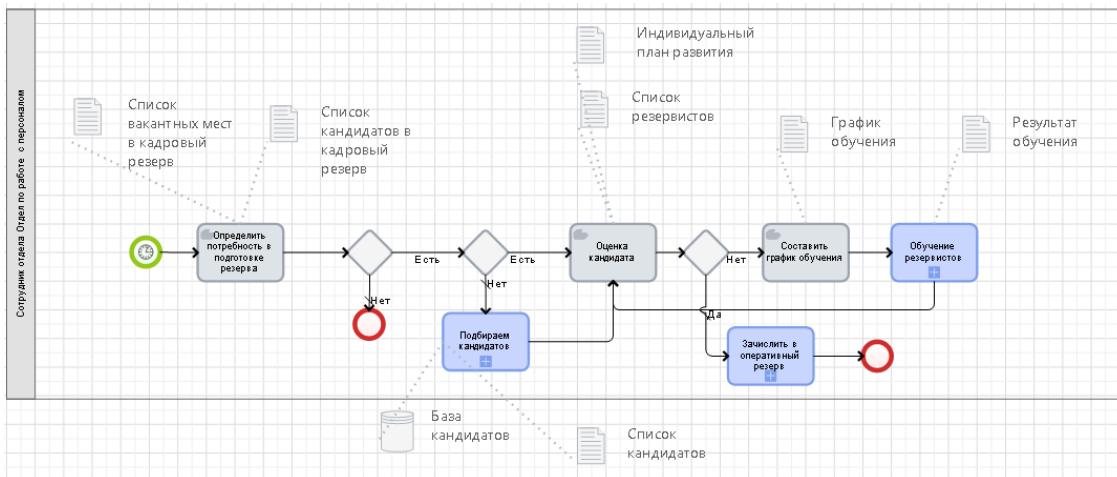 Сотрудник отдела Отдел по работе с персоналом
Индивидуальный
план развития
Список
вакантных мест
в кадровый
резерв
Список
кандидатов в
кадровый
резерв
Список
резервистов
График
обучения
Результат
обучения
Определить
потребность в
подготовке
резерва
Есть
Нет
Есть
Нет
Оценка
кандидата
Нет
Да
Составить
график обучения
Обучение
резервистов
Подбираем
кандидатов
Зачислить в
оперативный
резерв
База
кандидатов
Список
кандидатов